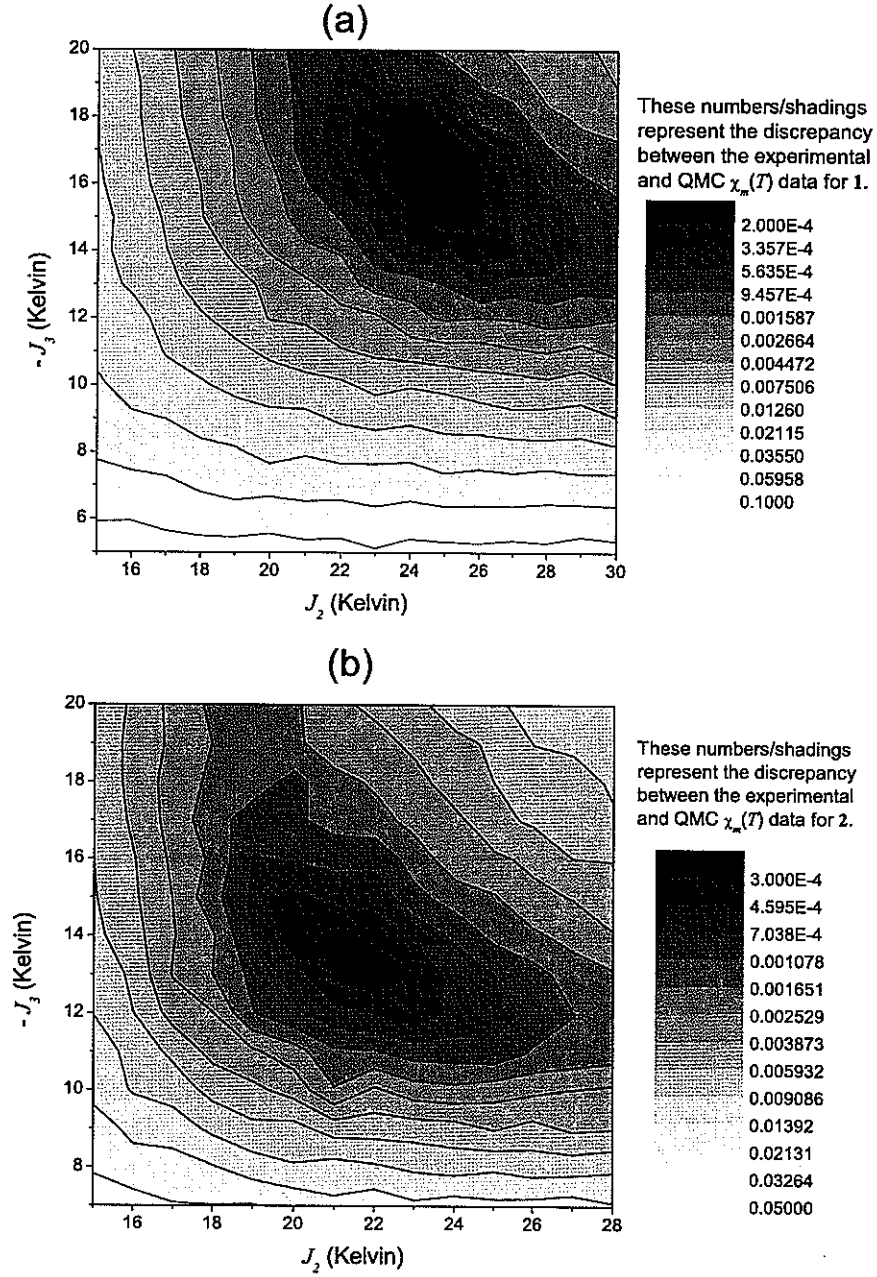 (a)
20
18
16
14
12
10
8
6
- J3 (Kelvin)
16 18 20 22 24 26 28 30
J2 (Kelvin)
These numbers/shadings
represent the discrepancy
between the experimental
and QMC χm(T) data for 1.
2.000E-4
3.357E-4
5.635E-4
9.457E-4
0.001587
0.002664
0.004472
0.007506
0.01260
0.02115
0.03550
0.05958
0.1000
(b)
20
18
16
14
12
10
8
- J3 (Kelvin)
16 18 20 22 24 26 28
J2 (Kelvin)
These numbers/shadings
represent the discrepancy
between the experimental
and QMC χm(T) data for 2.
3.000E-4
4.595E-4
7.038E-4
0.001078
0.001651
0.002529
0.003873
0.005932
0.009086
0.01392
0.02131
0.03264
0.05000